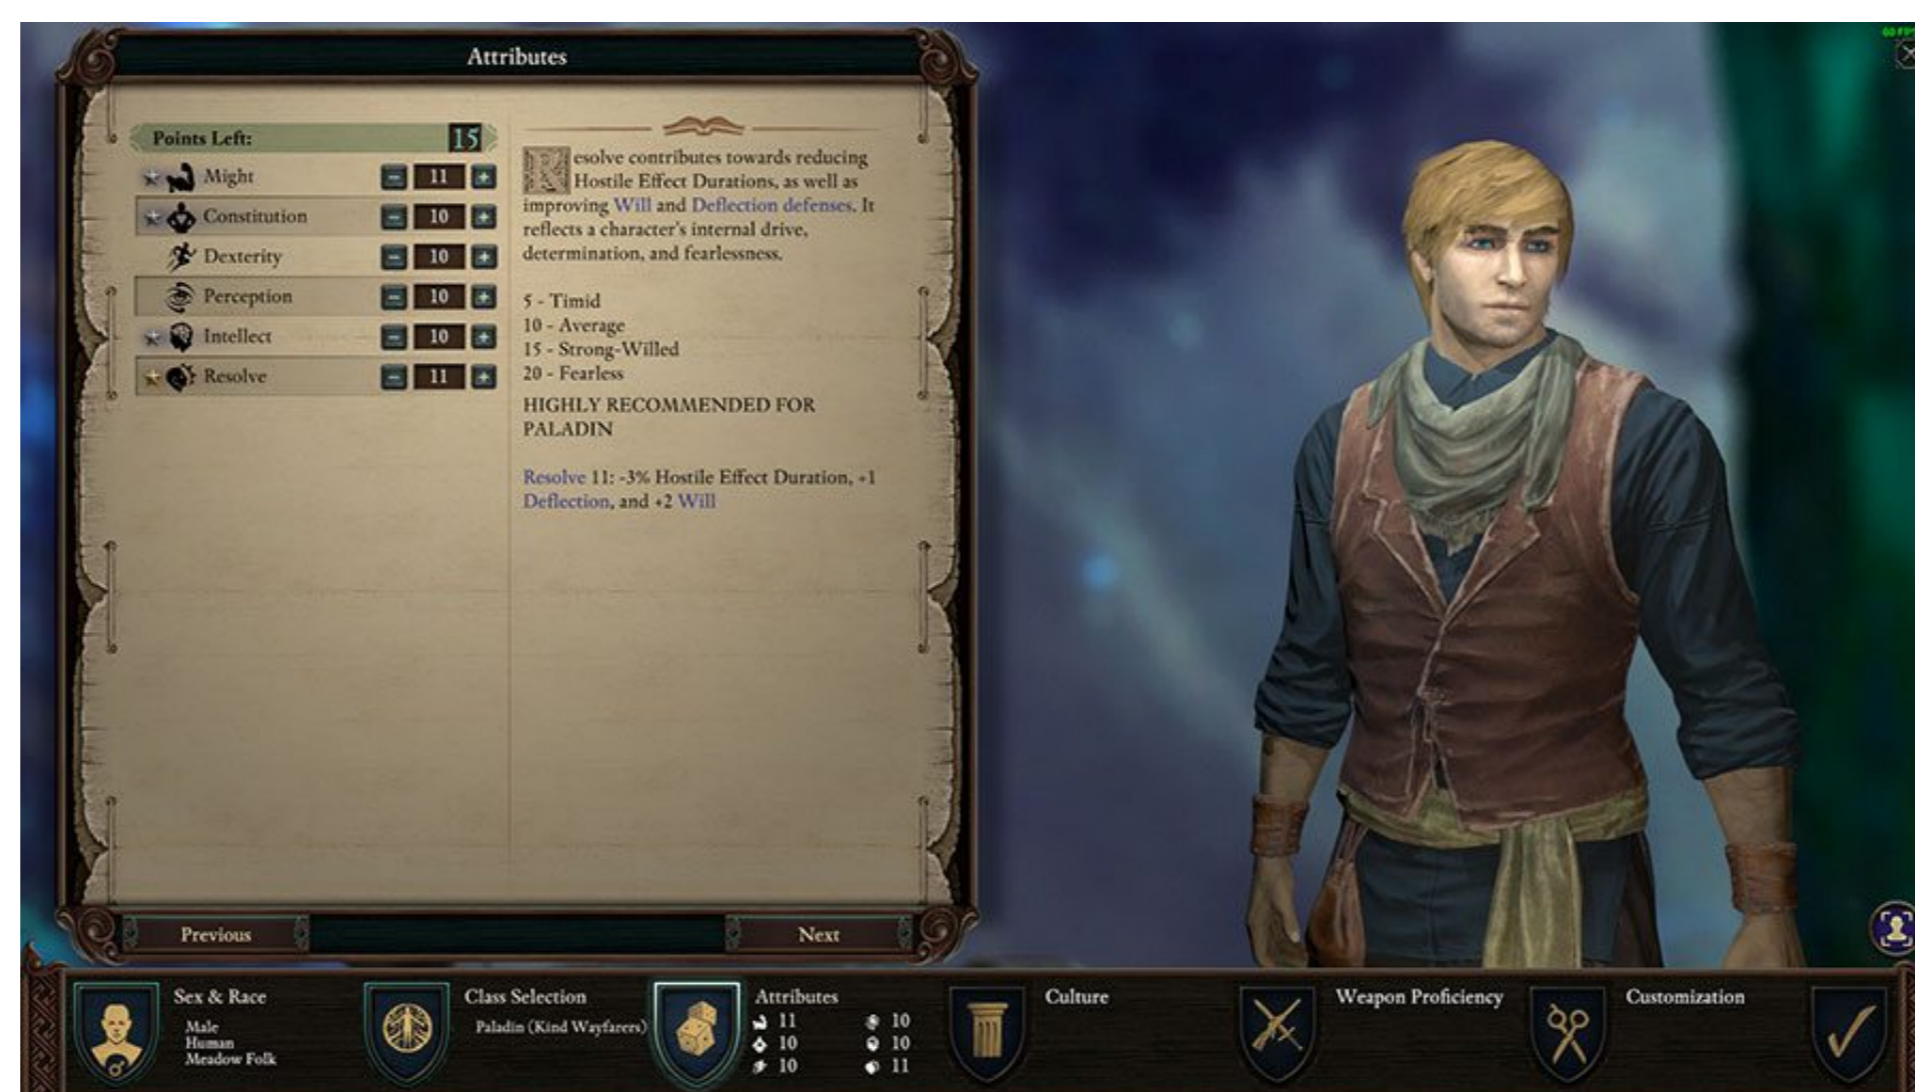 60 FPS
Attributes
Points Left: 15
Might 11
Constitution 10
Dexterity 10
Perception 10
Intellect 10
Resolve 11
Resolve contributes towards reducing
Hostile Effect Durations, as well as
improving Will and Deflection defenses. It
reflects a character's internal drive,
determination, and fearlessness.
5 - Timid
10 - Average
15 - Strong-Willed
20 - Fearless
HIGHLY RECOMMENDED FOR
PALADIN
Resolve 11: -3% Hostile Effect Duration, +1
Deflection, and +2 Will
Previous
Next
Sex & Race
Male
Human
Meadow Folk
Class Selection
Paladin (Kind Wayfarers)
Attributes
11 10
10 10
10 11
Culture
Weapon Proficiency
Customization